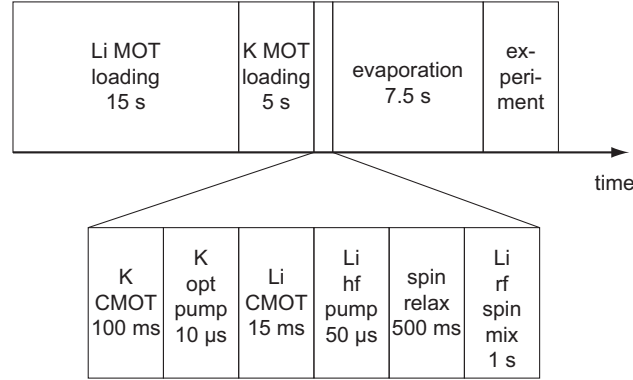 Li MOT
loading
15 s
K MOT
loading
5 s
evaporation
7.5 s
ex-
peri-
ment
time
K
CMOT
100 ms
K
opt
pump
10 µs
Li
CMOT
15 ms
Li
hf
pump
50 µs
spin
relax
500 ms
Li
rf
spin
mix
1 s